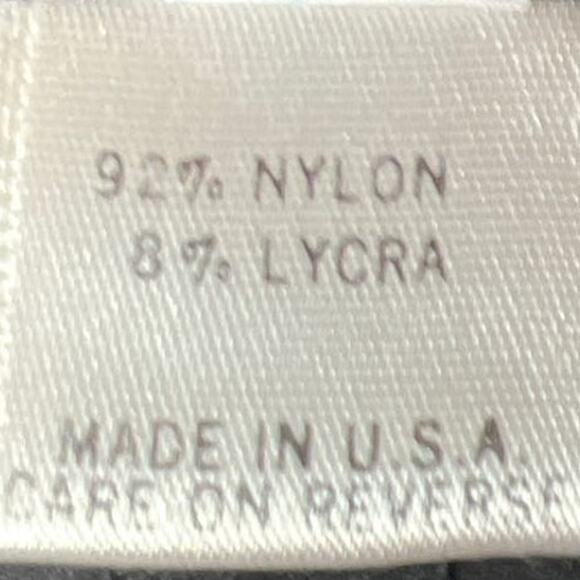 92% NYLON
8% LYCRA
MADE IN U.S.A.
CARE ON REVERSE